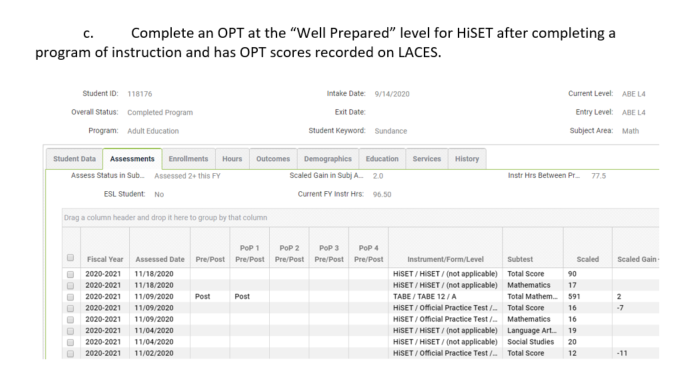 c. Complete an OPT at the “Well Prepared” level for HiSET after completing a
program of instruction and has OPT scores recorded on LACES.
Student ID: 118176 Intake Date: 9/14/2020 Current Level: ABE L4
Overall Status: Completed Program Exit Date: Entry Level: ABE L4
Program: Adult Education Student Keyword: Sundance Subject Area: Math
Student Data Assessments Enrollments Hours Outcomes Demographics Education Services History
Assess Status in Sub... Assessed 2+ this FY Scaled Gain in Subj A... 2.0 Instr Hrs Between Pr... 77.5
ESL Student: No Current FY Instr Hrs: 96.50
Drag a column header and drop it here to group by that column
PoP 1 PoP 2 PoP 3 PoP 4
Fiscal Year Assessed Date Pre/Post Pre/Post Pre/Post Pre/Post Pre/Post Instrument/Form/Level Subtest Scaled Scaled Gain
2020-2021 11/18/2020 HiSET / HiSET / (not applicable) Total Score 90
2020-2021 11/18/2020 HiSET / HiSET / (not applicable) Mathematics 17
2020-2021 11/09/2020 Post Post TABE / TABE 12 / A Total Mathem... 591 2
2020-2021 11/09/2020 HiSET / Official Practice Test /... Total Score 16 -7
2020-2021 11/09/2020 HiSET / Official Practice Test /... Mathematics 16
2020-2021 11/04/2020 HiSET / HiSET / (not applicable) Language Art... 19
2020-2021 11/04/2020 HiSET / HiSET / (not applicable) Social Studies 20
2020-2021 11/02/2020 HiSET / Official Practice Test /... Total Score 12 -11